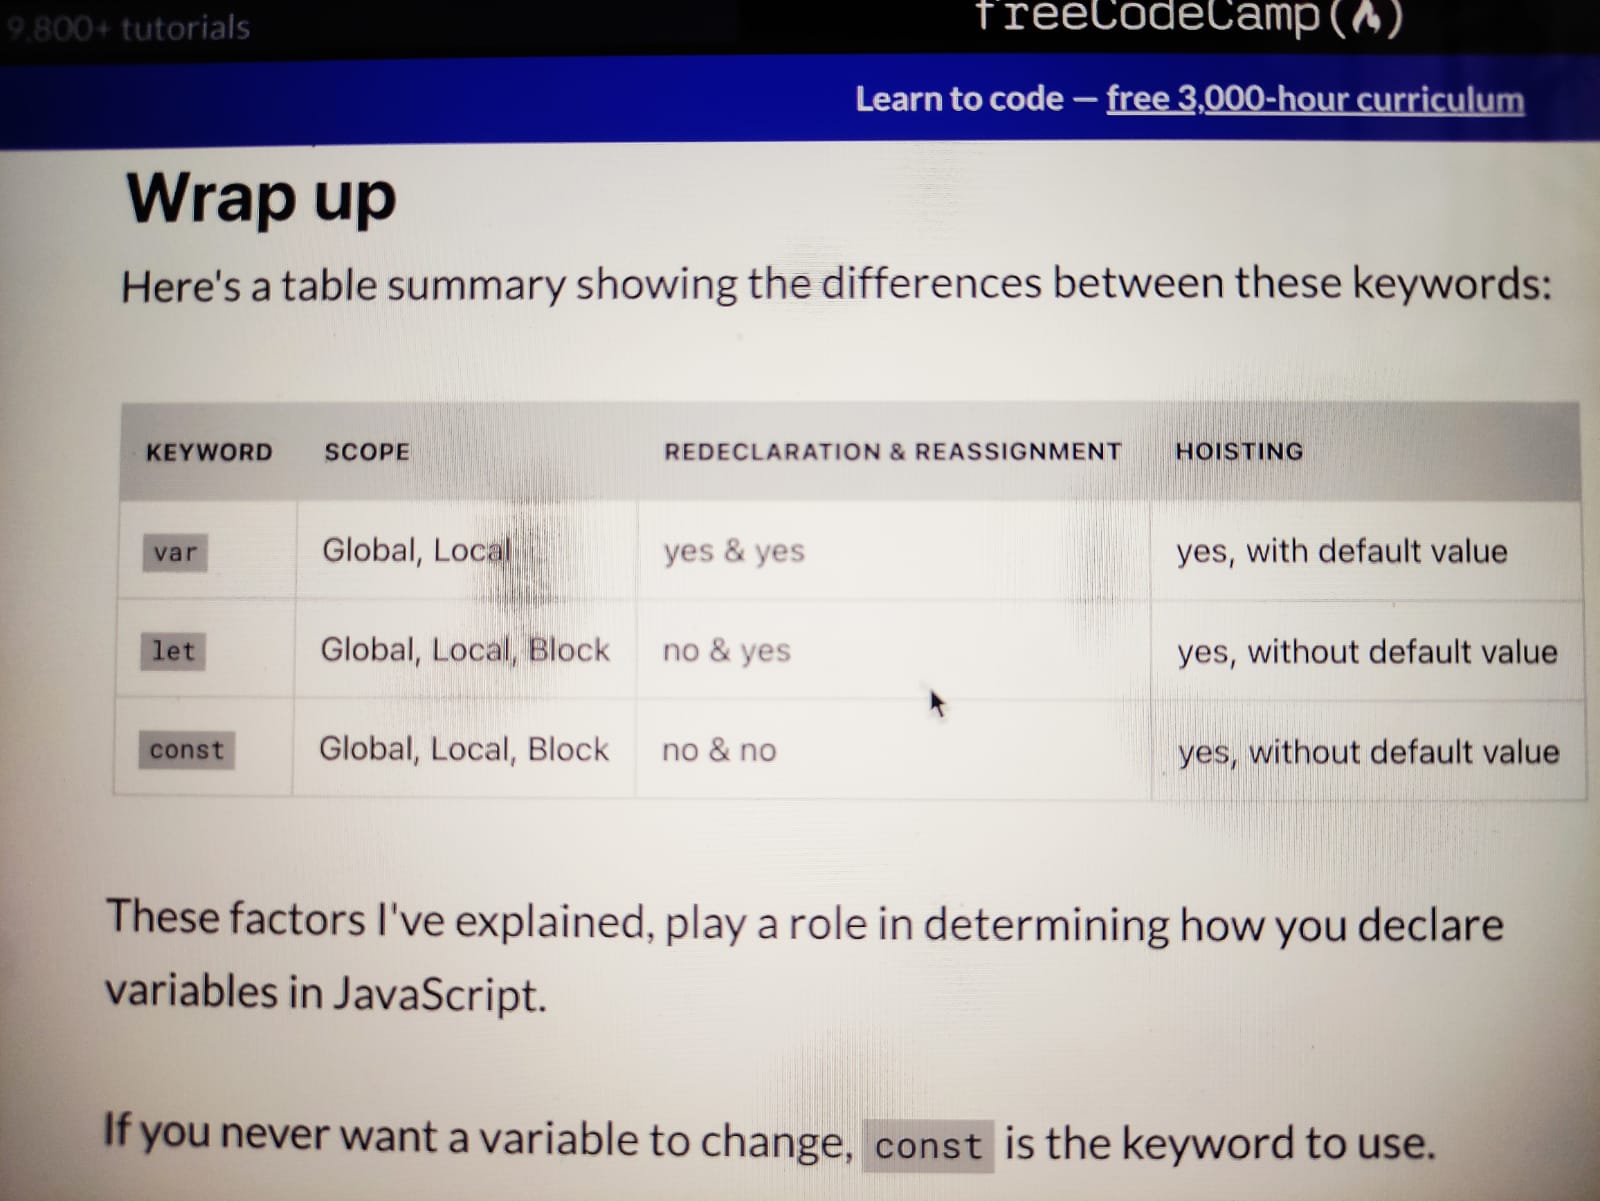 9,800+ tutorials
freeCodeCamp(🔥)
Learn to code — free 3,000-hour curriculum
Wrap up
Here's a table summary showing the differences between these keywords:
KEYWORD SCOPE REDECLARATION & REASSIGNMENT HOISTING
var Global, Local yes & yes yes, with default value
let Global, Local, Block no & yes yes, without default value
const Global, Local, Block no & no yes, without default value
These factors I've explained, play a role in determining how you declare
variables in JavaScript.
If you never want a variable to change, const is the keyword to use.